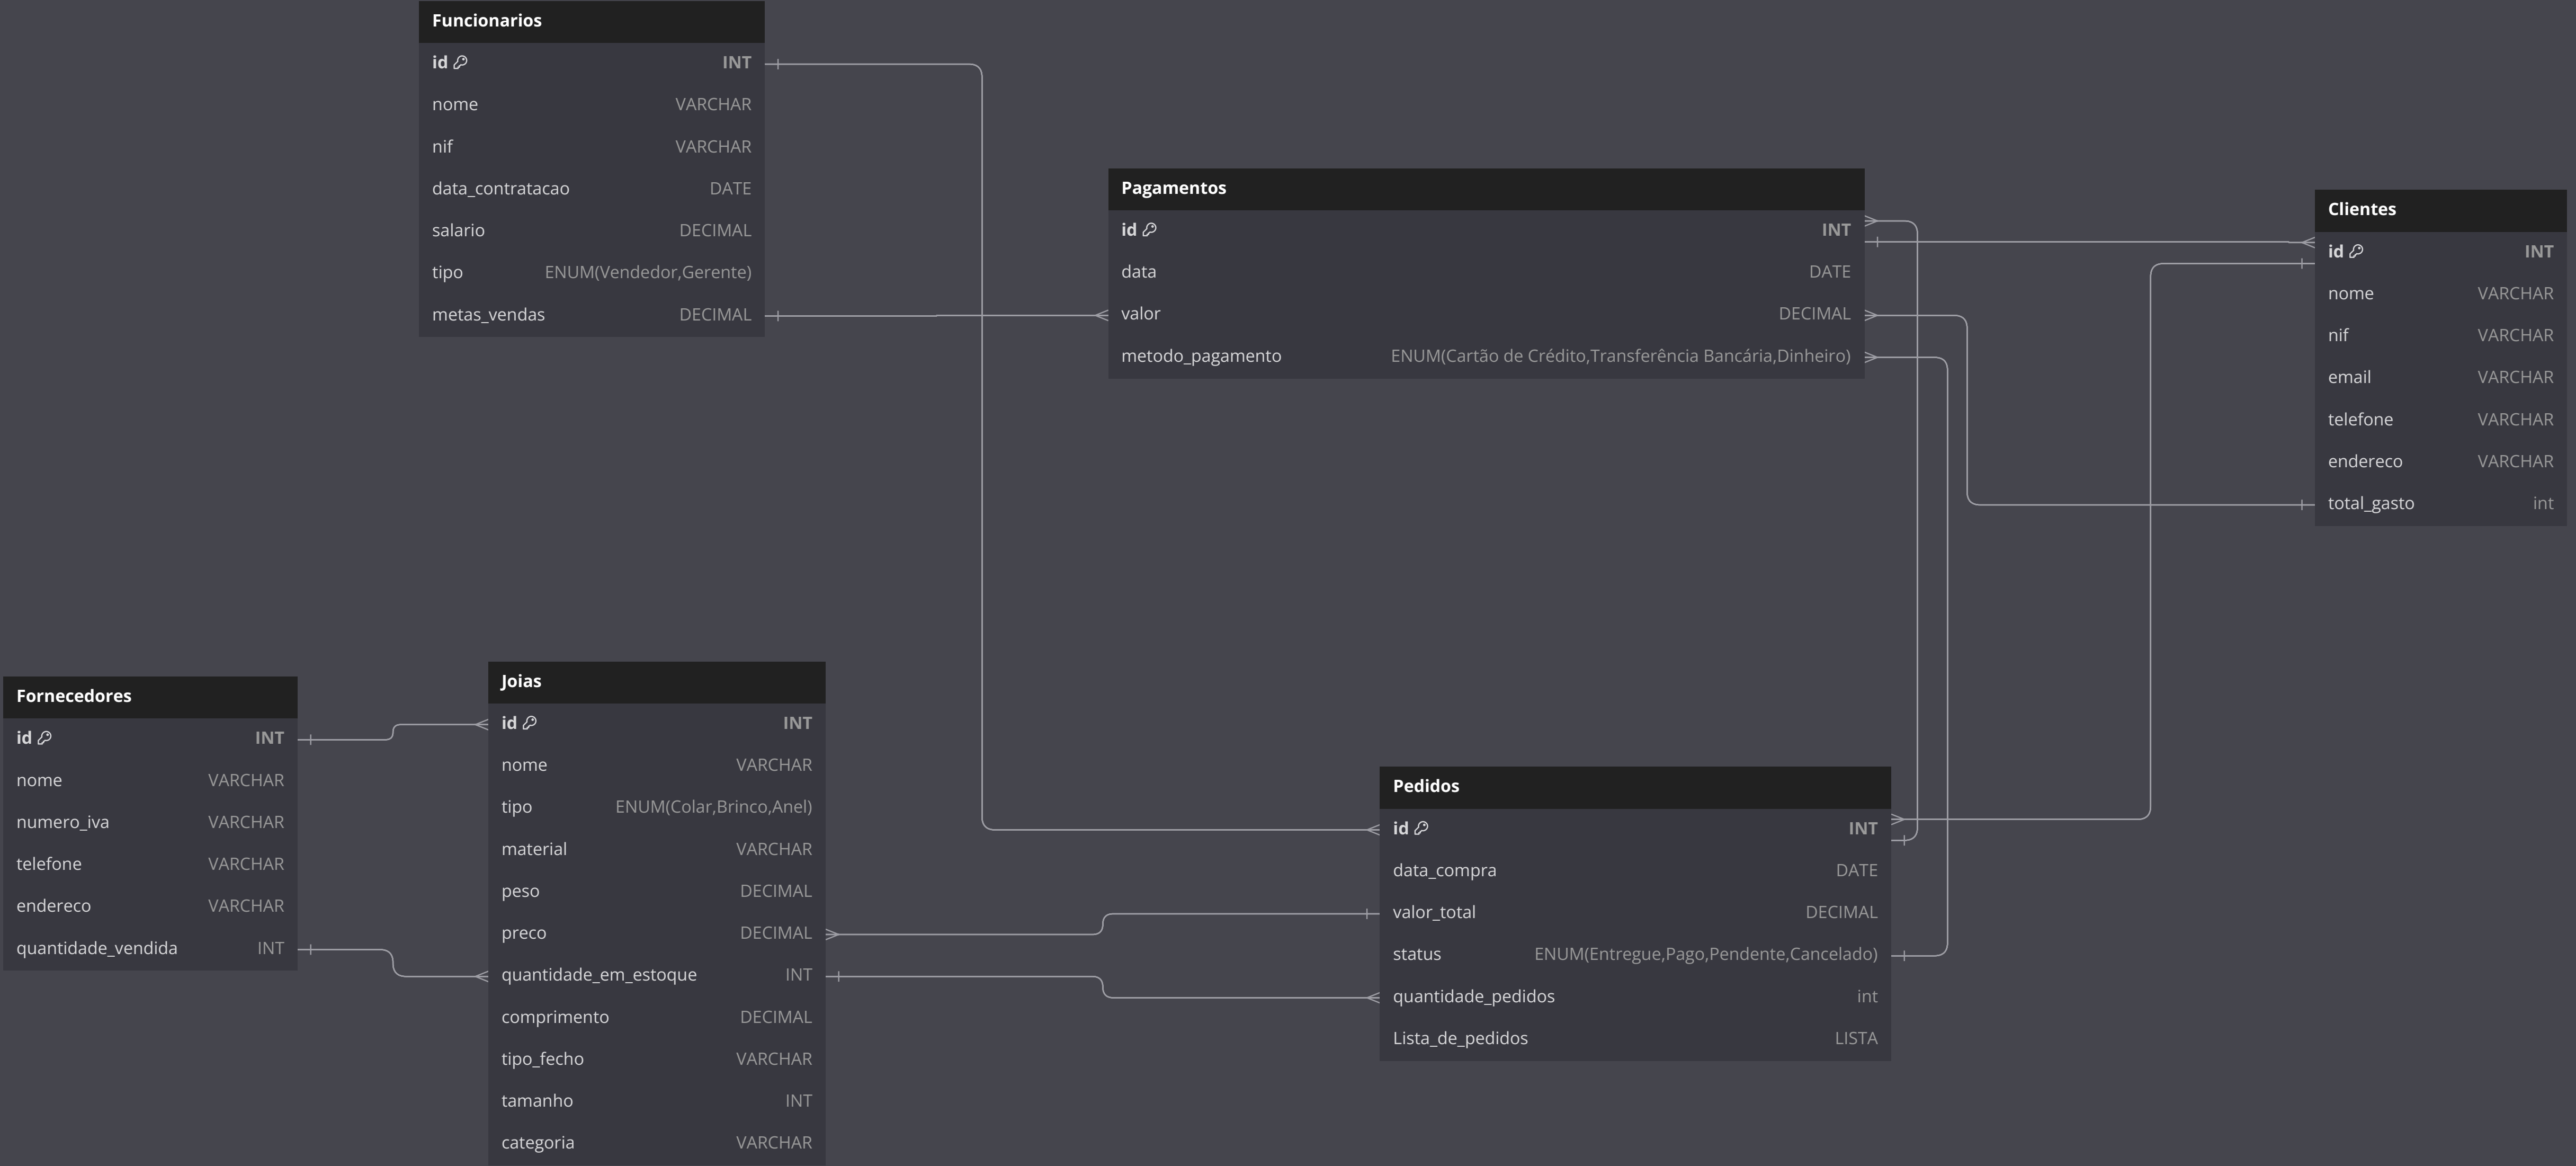 Funcionarios
id INT
nome VARCHAR
nif VARCHAR
data_contratacao DATE
salario DECIMAL
tipo ENUM(Vendedor,Gerente)
metas_vendas DECIMAL
Pagamentos
id INT
data DATE
valor DECIMAL
metodo_pagamento ENUM(Cartão de Crédito,Transferência Bancária,Dinheiro)
Clientes
id INT
nome VARCHAR
nif VARCHAR
email VARCHAR
telefone VARCHAR
endereco VARCHAR
total_gasto int
Fornecedores
id INT
nome VARCHAR
numero_iva VARCHAR
telefone VARCHAR
endereco VARCHAR
quantidade_vendida INT
Joias
id INT
nome VARCHAR
tipo ENUM(Colar,Brinco,Anel)
material VARCHAR
peso DECIMAL
preco DECIMAL
quantidade_em_estoque INT
comprimento DECIMAL
tipo_fecho VARCHAR
tamanho INT
categoria VARCHAR
Pedidos
id INT
data_compra DATE
valor_total DECIMAL
status ENUM(Entregue,Pago,Pendente,Cancelado)
quantidade_pedidos int
Lista_de_pedidos LISTA